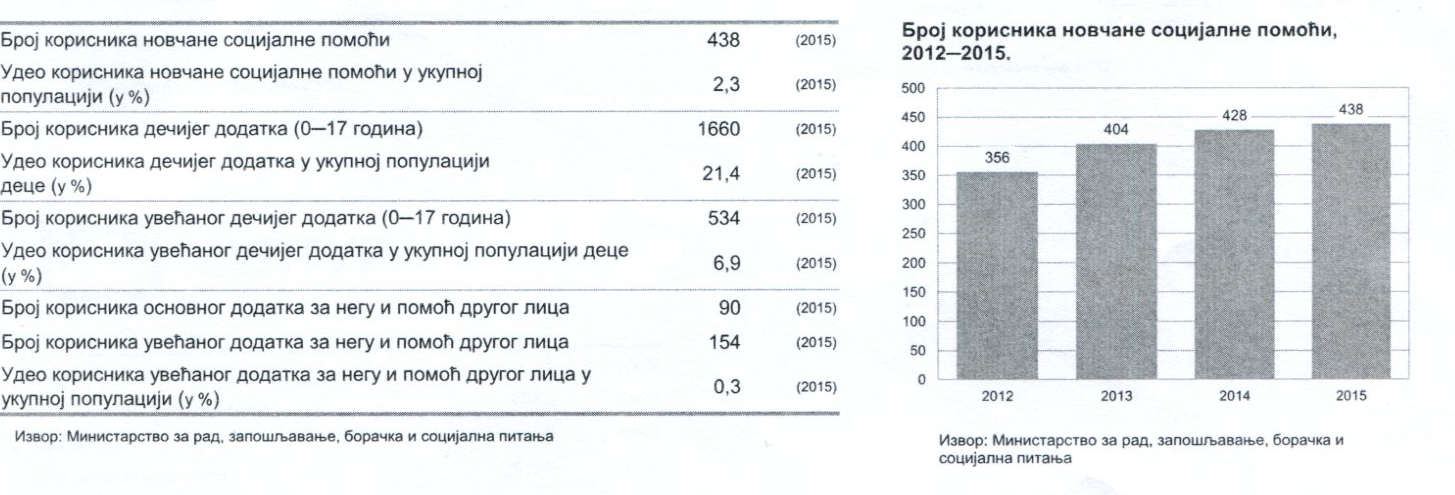 Број корисника новчане социјалне помоћи 438 (2015)
Удео корисника новчане социјалне помоћи у укупној
популацији (у %) 2,3 (2015)
Број корисника дечијег додатка (0—17 година) 1660 (2015)
Удео корисника дечијег додатка у укупној популацији
деце (у %) 21,4 (2015)
Број корисника увећаног дечијег додатка (0—17 година) 534 (2015)
Удео корисника увећаног дечијег додатка у укупној популацији деце
(у %) 6,9 (2015)
Број корисника основног додатка за негу и помоћ другог лица 90 (2015)
Број корисника увећаног додатка за негу и помоћ другог лица 154 (2015)
Удео корисника увећаног додатка за негу и помоћ другог лица у
укупној популацији (у %) 0,3 (2015)
Извор: Министарство за рад, запошљавање, борачка и социјална питања
Број корисника новчане социјалне помоћи,
2012—2015.
500
450
400
350
300
250
200
150
100
50
0
356
404
428
438
2012 2013 2014 2015
Извор: Министарство за рад, запошљавање, борачка и
социјална питања